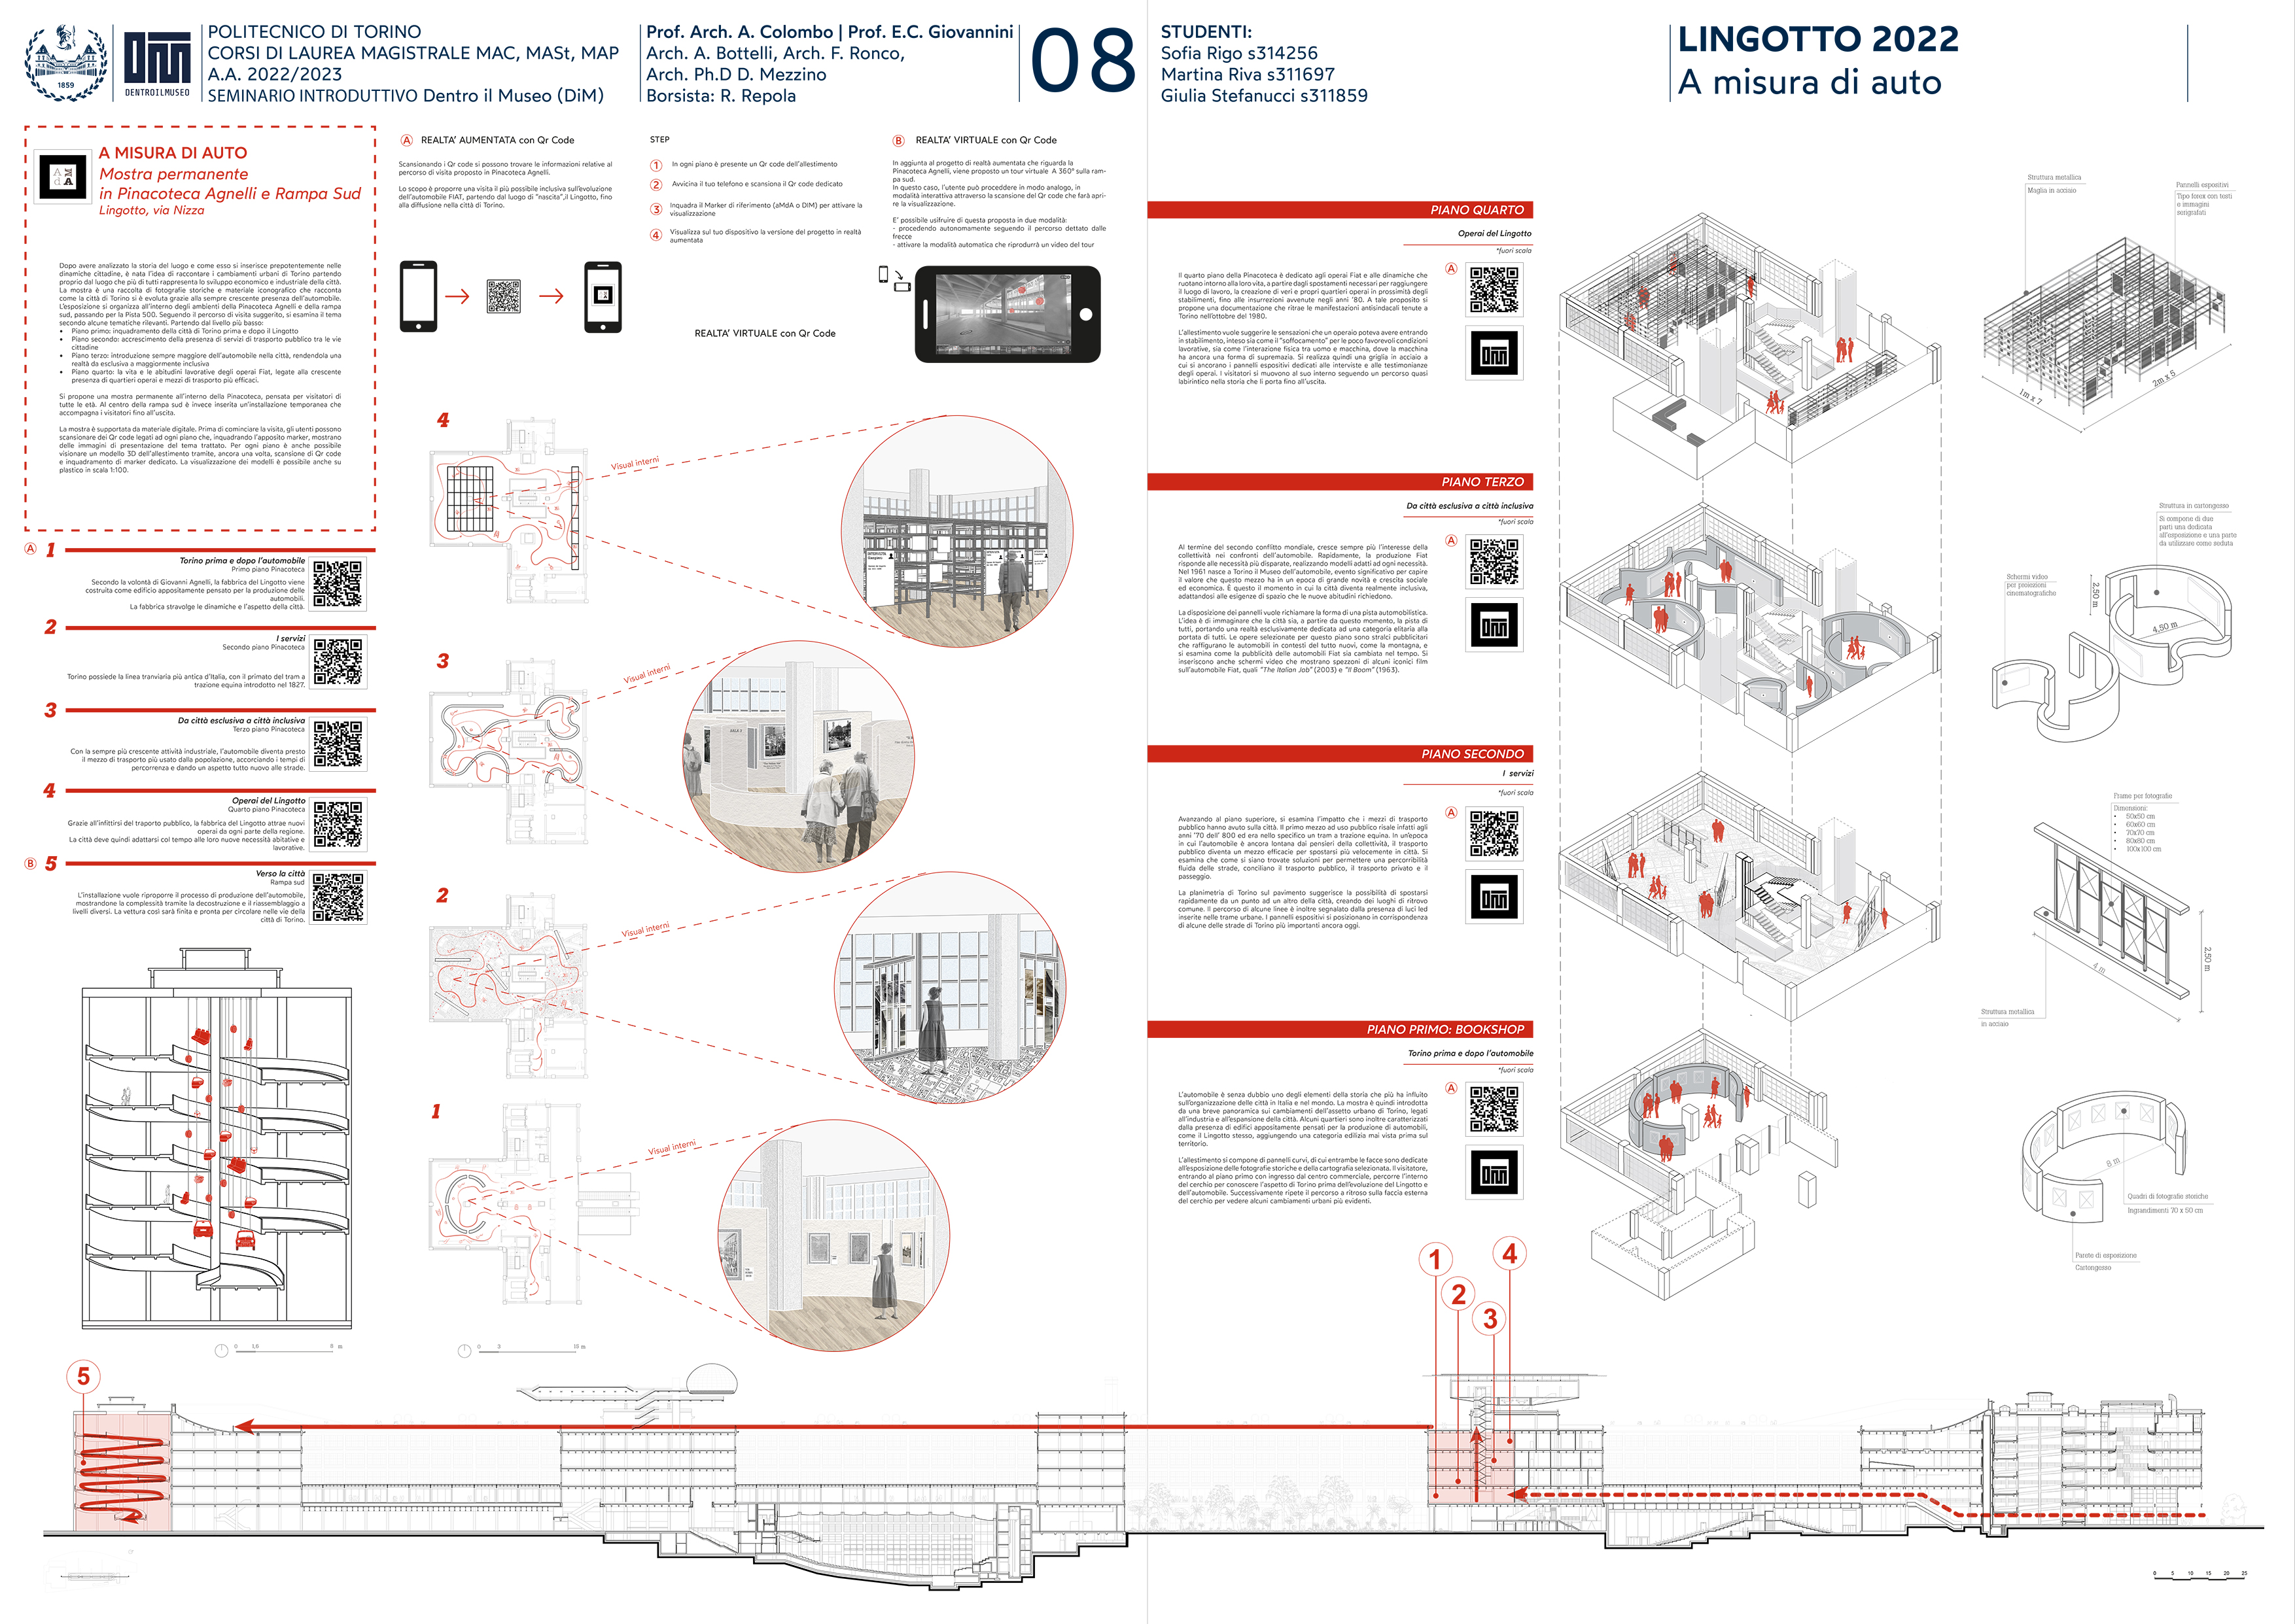 1859
DENTROILMUSEO
POLITECNICO DI TORINO
CORSI DI LAUREA MAGISTRALE MAC, MASt, MAP
A.A. 2022/2023
SEMINARIO INTRODUTTIVO Dentro il Museo (DiM)
Prof. Arch. A. Colombo | Prof. E.C. Giovannini
Arch. A. Bottelli, Arch. F. Ronco,
Arch. Ph.D D. Mezzino
Borsista: R. Repola
08
STUDENTI:
Sofia Rigo s314256
Martina Riva s311697
Giulia Stefanucci s311859
LINGOTTO 2022
A misura di auto
A MISURA DI AUTO
Mostra permanente
in Pinacoteca Agnelli e Rampa Sud
Lingotto, via Nizza
Dopo avere analizzato la storia del luogo e come esso si inserisce prepotentemente nelle
dinamiche cittadine, è nata l'idea di raccontare i cambiamenti urbani di Torino partendo
proprio dal luogo che più di tutti rappresenta lo sviluppo economico e industriale della città.
La mostra è una raccolta di fotografie storiche e materiale iconografico che racconta
come la città di Torino si è evoluta grazie alla sempre crescente presenza dell'automobile.
L'esposizione si organizza all'interno degli ambienti della Pinacoteca Agnelli e della rampa
sud, passando per la Pista 500. Seguendo il percorso di visita suggerito, si esamina il tema
secondo alcune tematiche rilevanti. Partendo dal livello più basso:
• Piano primo: inquadramento della città di Torino prima e dopo il Lingotto
• Piano secondo: accrescimento della presenza di servizi di trasporto pubblico tra le vie
cittadine
• Piano terzo: introduzione sempre maggiore dell'automobile nella città, rendendola una
realtà da esclusiva a maggiormente inclusiva
• Piano quarto: la vita e le abitudini lavorative degli operai Fiat, legate alla crescente
presenza di quartieri operai e mezzi di trasporto più efficaci.
Si propone una mostra permanente all'interno della Pinacoteca, pensata per visitatori di
tutte le età. Al centro della rampa sud è invece inserita un'installazione temporanea che
accompagna i visitatori fino all'uscita.
La mostra è supportata da materiale digitale. Prima di cominciare la visita, gli utenti possono
scansionare dei Qr code legati ad ogni piano che, inquadrando l'apposito marker, mostrano
delle immagini di presentazione del tema trattato. Per ogni piano è anche possibile
visionare un modello 3D dell'allestimento tramite, ancora una volta, scansione di Qr code
e inquadramento di marker dedicato. La visualizzazione dei modelli è possibile anche su
plastico in scala 1:100.
A REALTA' AUMENTATA con Qr Code
Scansionando i Qr code si possono trovare le informazioni relative al
percorso di visita proposto in Pinacoteca Agnelli.
Lo scopo è proporre una visita il più possibile inclusiva sull'evoluzione
dell'automobile FIAT, partendo dal luogo di "nascita",il Lingotto, fino
alla diffusione nella città di Torino.
STEP
1 In ogni piano è presente un Qr code dell'allestimento
2 Avvicina il tuo telefono e scansiona il Qr code dedicato
3 Inquadra il Marker di riferimento (aMdA o DIM) per attivare la
visualizzazione
4 Visualizza sul tuo dispositivo la versione del progetto in realtà
aumentata
B REALTA' VIRTUALE con Qr Code
In aggiunta al progetto di realtà aumentata che riguarda la
Pinacoteca Agnelli, viene proposto un tour virtuale A 360° sulla ram-
pa sud.
In questo caso, l'utente può proceddere in modo analogo, in
modalità interattiva attraverso la scansione del Qr code che farà apri-
re la visualizzazione.
E' possibile usifruire di questa proposta in due modalità:
- procedendo autonomamente seguendo il percorso dettato dalle
frecce
- attivare la modalità automatica che riprodurrà un video del tour
REALTA' VIRTUALE con Qr Code
A 1
Torino prima e dopo l'automobile
Primo piano Pinacoteca
Secondo la volontà di Giovanni Agnelli, la fabbrica del Lingotto viene
costruita come edificio appositamente pensato per la produzione delle
automobili.
La fabbrica stravolge le dinamiche e l'aspetto della città.
2
I servizi
Secondo piano Pinacoteca
Torino possiede la linea tranviaria più antica d'Italia, con il primato del tram a
trazione equina introdotto nel 1827.
3
Da città esclusiva a città inclusiva
Terzo piano Pinacoteca
Con la sempre più crescente attività industriale, l'automobile diventa presto
il mezzo di trasporto più usato dalla popolazione, accorciando i tempi di
percorrenza e dando un aspetto tutto nuovo alle strade.
4
Operai del Lingotto
Quarto piano Pinacoteca
Grazie all'infittirsi del traporto pubblico, la fabbrica del Lingotto attrae nuovi
operai da ogni parte della regione.
La città deve quindi adattarsi col tempo alle loro nuove necessità abitative e
lavorative.
B 5
Verso la città
Rampa sud
L'installazione vuole riproporre il processo di produzione dell'automobile,
mostrandone la complessità tramite la decostruzione e il riassemblaggio a
livelli diversi. La vettura così sarà finita e pronta per circolare nelle vie della
città di Torino.
0 1,6 8 m
4
Visual interni
3
Visual interni
SALA 3
2
Visual interni
1
Visual interni
0 3 15 m
PIANO QUARTO
Operai del Lingotto
*fuori scala
A
Il quarto piano della Pinacoteca è dedicato agli operai Fiat e alle dinamiche che
ruotano intorno alla loro vita, a partire dagli spostamenti necessari per raggiungere
il luogo di lavoro, la creazione di veri e propri quartieri operai in prossimità degli
stabilimenti, fino alle insurrezioni avvenute negli anni '80. A tale proposito si
propone una documentazione che ritrae le manifestazioni antisindacali tenute a
Torino nell'ottobre del 1980.
L'allestimento vuole suggerire le sensazioni che un operaio poteva avere entrando
in stabilimento, inteso sia come il "soffocamento" per le poco favorevoli condizioni
lavorative, sia come l'interazione fisica tra uomo e macchina, dove la macchina
ha ancora una forma di supremazia. Si realizza quindi una griglia in acciaio a
cui si ancorano i pannelli espositivi dedicati alle interviste e alle testimonianze
degli operai. I visitatori si muovono al suo interno seguendo un percorso quasi
labirintico nella storia che li porta fino all'uscita.
Struttura metallica
Maglia in acciaio
Pannelli espositivi
Tipo forex con testi
e immagini
serigrafati
1m x 7
2m x 5
PIANO TERZO
Da città esclusiva a città inclusiva
*fuori scala
A
Al termine del secondo conflitto mondiale, cresce sempre più l'interesse della
collettività nei confronti dell'automobile. Rapidamente, la produzione Fiat
risponde alle necessità più disparate, realizzando modelli adatti ad ogni necessità.
Nel 1961 nasce a Torino il Museo dell'automobile, evento significativo per capire
il valore che questo mezzo ha in un epoca di grande novità e crescita sociale
ed economica. È questo il momento in cui la città diventa realmente inclusiva,
adattandosi alle esigenze di spazio che le nuove abitudini richiedono.
La disposizione dei pannelli vuole richiamare la forma di una pista automobilistica.
L'idea è di immaginare che la città sia, a partire da questo momento, la pista di
tutti, portando una realtà esclusivamente dedicata ad una categoria elitaria alla
portata di tutti. Le opere selezionate per questo piano sono stralci pubblicitari
che raffigurano le automobili in contesti del tutto nuovi, come la montagna, e
si esamina come la pubblicità delle automobili Fiat sia cambiata nel tempo. Si
inseriscono anche schermi video che mostrano spezzoni di alcuni iconici film
sull'automobile Fiat, quali "The Italian Job" (2003) e "Il Boom" (1963).
Struttura in cartongesso
Si compone di due
parti una dedicata
all'esposizione e una parte
da utilizzare come seduta
Schermi video
per proiezioni
cinematografiche
2,50 m
4,50 m
PIANO SECONDO
I servizi
*fuori scala
A
Avanzando al piano superiore, si esamina l'impatto che i mezzi di trasporto
pubblico hanno avuto sulla città. Il primo mezzo ad uso pubblico risale infatti agli
anni '70 dell' 800 ed era nello specifico un tram a trazione equina. In un'epoca
in cui l'automobile è ancora lontana dai pensieri della collettività, il trasporto
pubblico diventa un mezzo efficacie per spostarsi più velocemente in città. Si
esamina che come si siano trovate soluzioni per permettere una percorribilità
fluida delle strade, conciliano il trasporto pubblico, il trasporto privato e il
passeggio.
La planimetria di Torino sul pavimento suggerisce la possibilità di spostarsi
rapidamente da un punto ad un altro della città, creando dei luoghi di ritrovo
comune. Il percorso di alcune linee è inoltre segnalato dalla presenza di luci led
inserite nelle trame urbane. I pannelli espositivi si posizionano in corrispondenza
di alcune delle strade di Torino più importanti ancora oggi.
Frame per fotografie
Dimensioni:
• 50x50 cm
• 60x60 cm
• 70x70 cm
• 80x80 cm
• 100x100 cm
2,50 m
4 m
Struttura metallica
in acciaio
PIANO PRIMO: BOOKSHOP
Torino prima e dopo l'automobile
*fuori scala
A
L'automobile è senza dubbio uno degli elementi della storia che più ha influito
sull'organizzazione delle città in Italia e nel mondo. La mostra è quindi introdotta
da una breve panoramica sui cambiamenti dell'assetto urbano di Torino, legati
all'industria e all'espansione della città. Alcuni quartieri sono inoltre caratterizzati
dalla presenza di edifici appositamente pensati per la produzione di automobili,
come il Lingotto stesso, aggiungendo una categoria edilizia mai vista prima sul
territorio.
L'allestimento si compone di pannelli curvi, di cui entrambe le facce sono dedicate
all'esposizione delle fotografie storiche e della cartografia selezionata. Il visitatore,
entrando al piano primo con ingresso dal centro commerciale, percorre l'interno
del cerchio per conoscere l'aspetto di Torino prima dell'evoluzione del Lingotto e
dell'automobile. Successivamente ripete il percorso a ritroso sulla faccia esterna
del cerchio per vedere alcuni cambiamenti urbani più evidenti.
8 m
Quadri di fotografie storiche
Ingrandimenti 70 x 50 cm
Parete di esposizione
Cartongesso
5
1
2
3
4
0 5 10 15 20 25